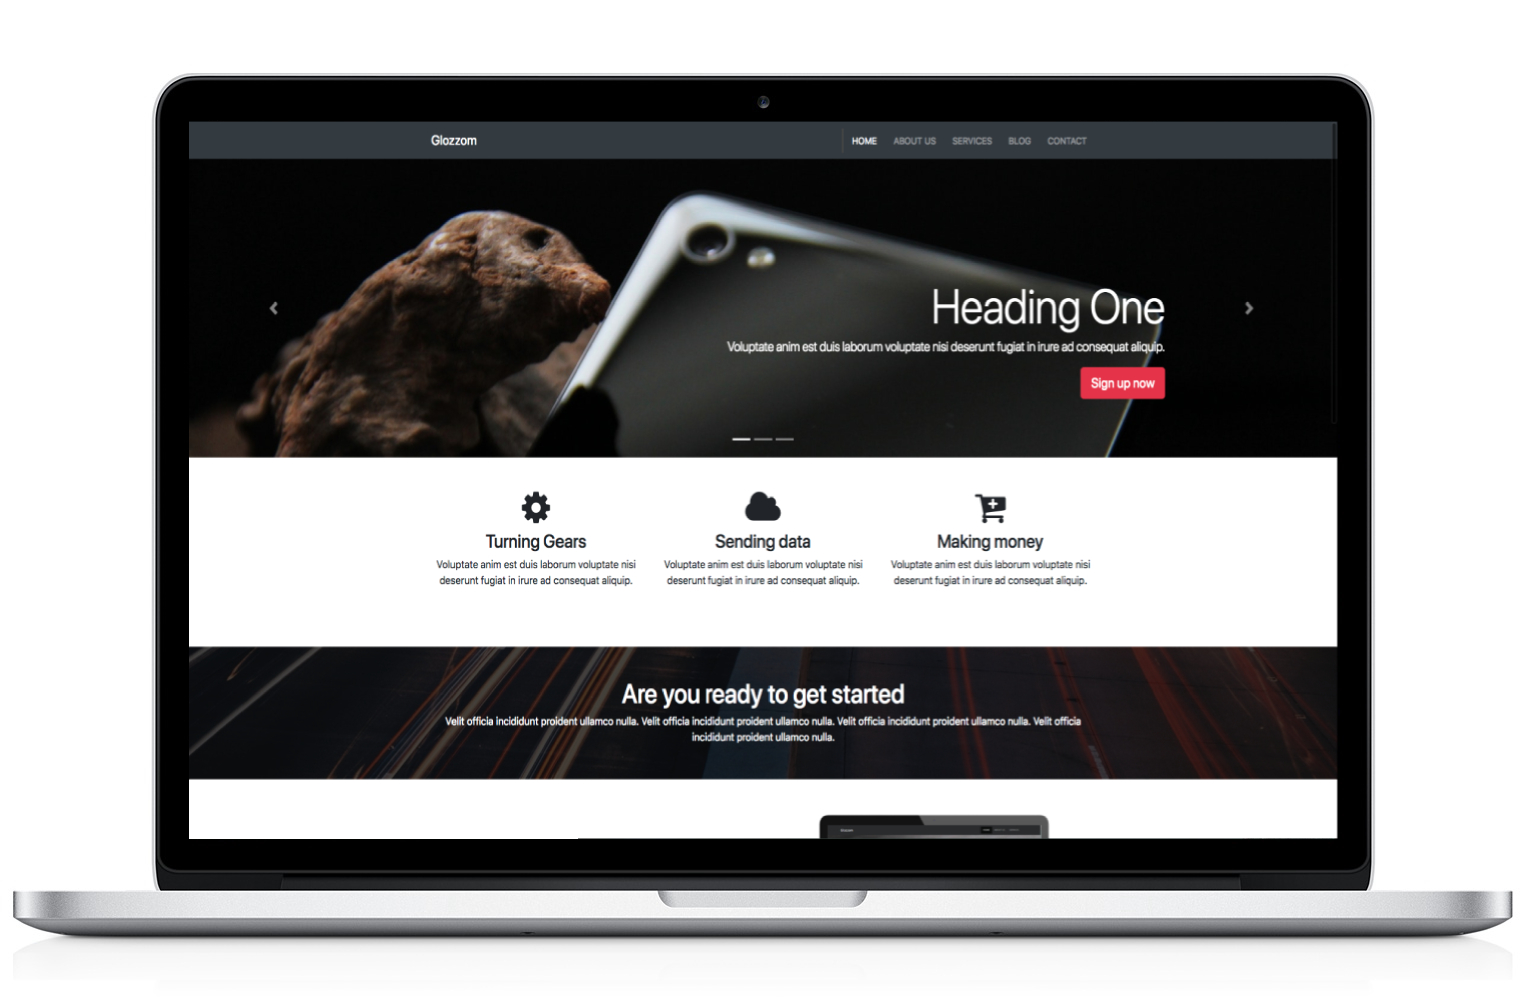 Glozzom
HOME ABOUT US SERVICES BLOG CONTACT
Heading One
Voluptate anim est duis laborum voluptate nisi deserunt fugiat in irure ad consequat aliquip.
Sign up now
Turning Gears
Voluptate anim est duis laborum voluptate nisi
deserunt fugiat in irure ad consequat aliquip.
Sending data
Voluptate anim est duis laborum voluptate nisi
deserunt fugiat in irure ad consequat aliquip.
Making money
Voluptate anim est duis laborum voluptate nisi
deserunt fugiat in irure ad consequat aliquip.
Are you ready to get started
Velit officia incididunt proident ullamco nulla. Velit officia incididunt proident ullamco nulla. Velit officia incididunt proident ullamco nulla. Velit officia
incididunt proident ullamco nulla.